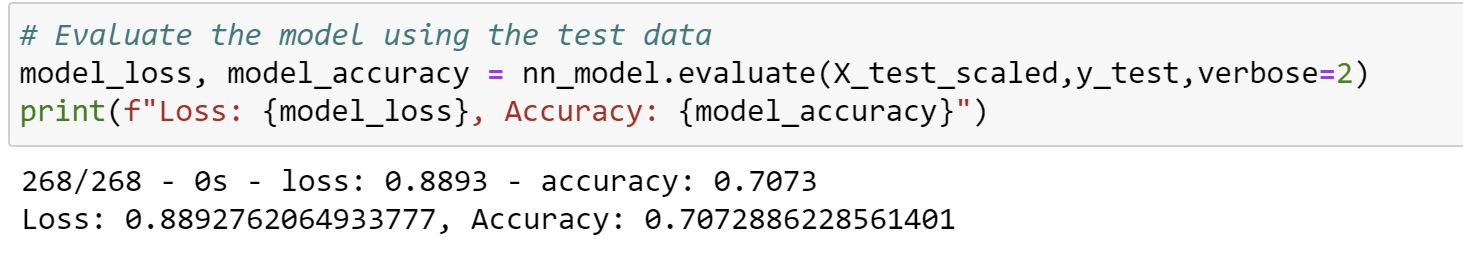 # Evaluate the model using the test data
model_loss, model_accuracy = nn_model.evaluate(X_test_scaled,y_test,verbose=2)
print(f"Loss: {model_loss}, Accuracy: {model_accuracy}")
268/268 - 0s - loss: 0.8893 - accuracy: 0.7073
Loss: 0.8892762064933777, Accuracy: 0.7072886228561401